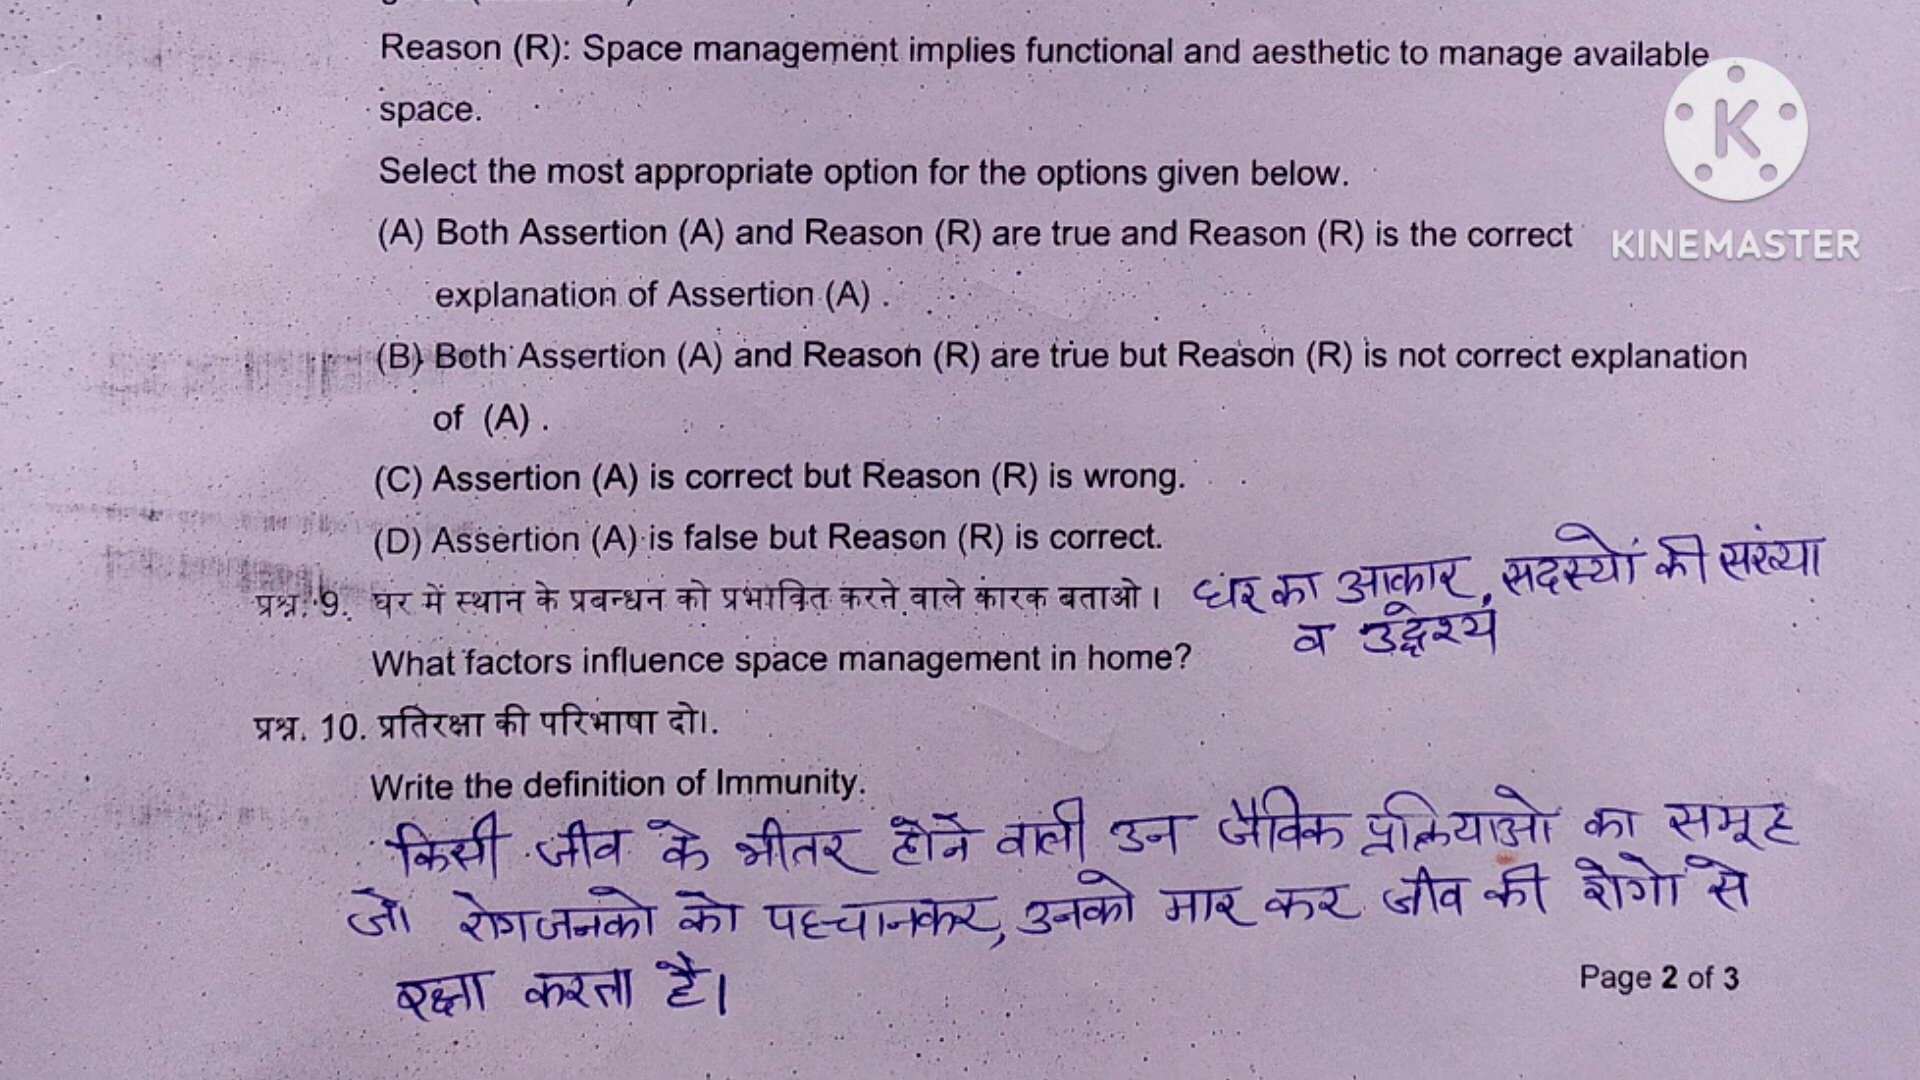 Reason (R): Space management implies functional and aesthetic to manage available
space.
Select the most appropriate option for the options given below.
(A) Both Assertion (A) and Reason (R) are true and Reason (R) is the correct
explanation of Assertion (A) .
(B) Both Assertion (A) and Reason (R) are true but Reason (R) is not correct explanation
of (A) .
(C) Assertion (A) is correct but Reason (R) is wrong.
(D) Assertion (A) is false but Reason (R) is correct.
प्रश्न. 9. घर में स्थान के प्रबन्धन को प्रभावित करने वाले कारक बताओ । घर का आकार, सदस्यों की संख्या
व उद्देश्य
What factors influence space management in home?
प्रश्न. 10. प्रतिरक्षा की परिभाषा दो।.
Write the definition of Immunity.
किसी जीव के भीतर होने वाली उन जैविक प्रक्रियाओ का समूह
जो रोगजनको को पहचानकर, उनको मार कर जीव की रोगो से
रक्षा करता है।
Page 2 of 3
K
KINEMASTER